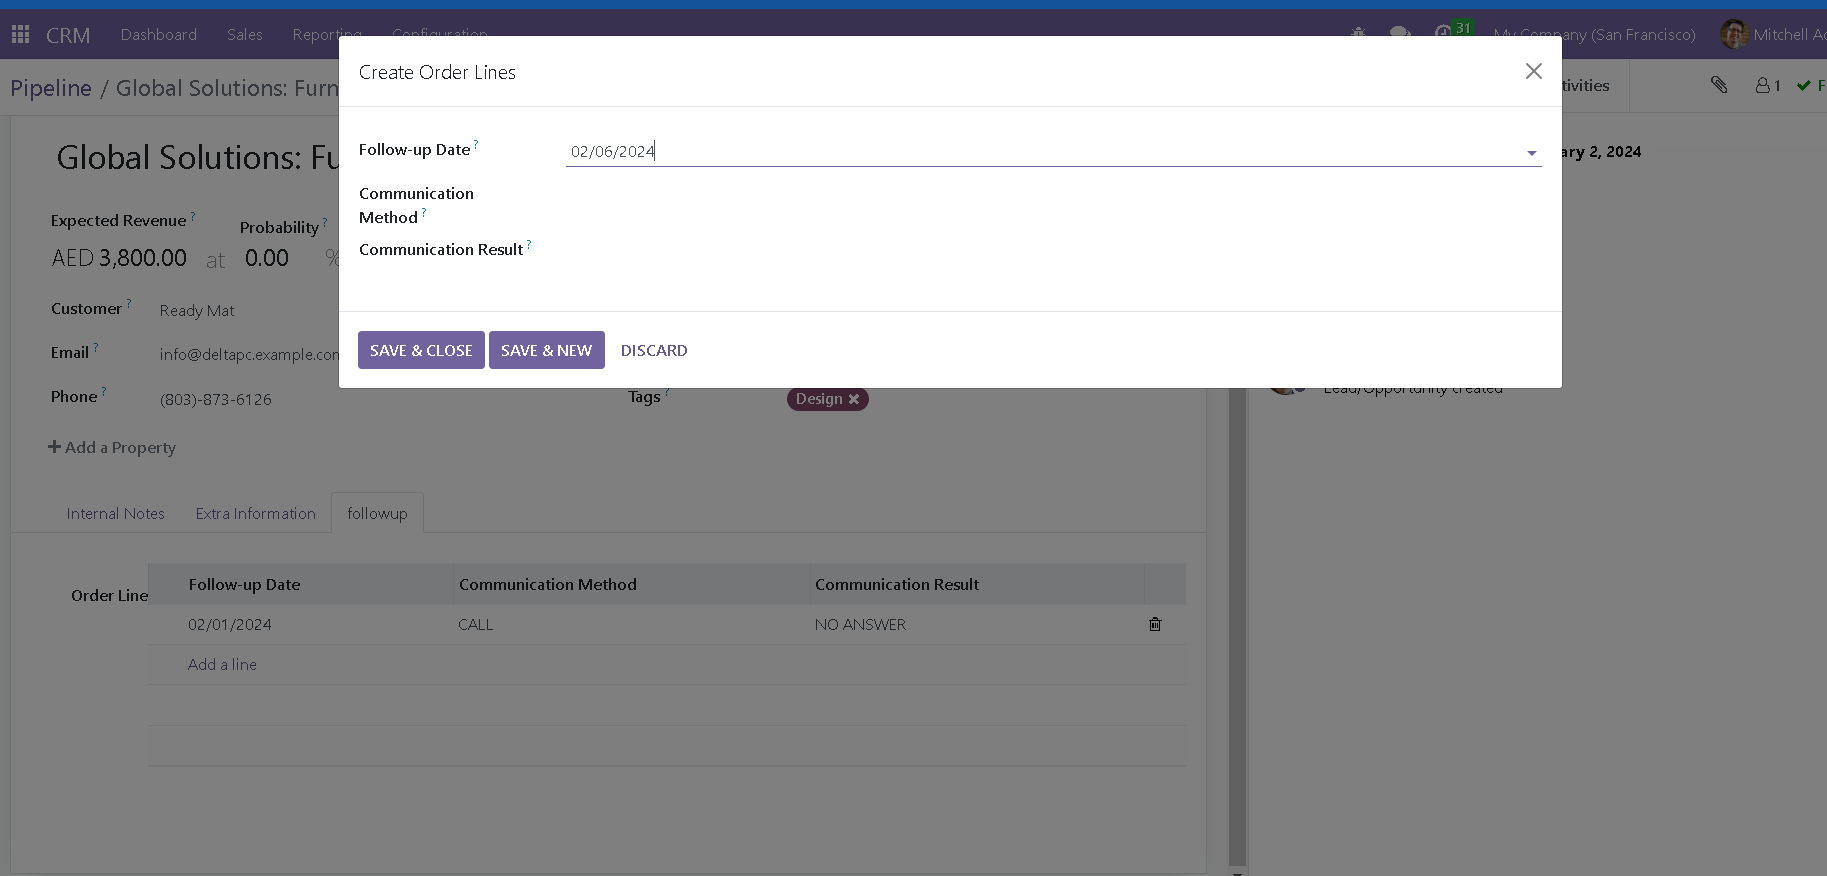 CRM Dashboard Sales Reporting Configuration 31 My Company (San Francisco) Mitchell
Pipeline / Global Solutions: Furn
1
Create Order Lines
Follow-up Date ? 02/06/2024
Communication
Method ?
Communication Result ?
SAVE & CLOSE SAVE & NEW DISCARD
Global Solutions: Fu
2, 2024
Expected Revenue ? Probability ?
AED 3,800.00 at 0.00 %
Customer ? Ready Mat
Email ? info@deltapc.example.com
Phone ? (803)-873-6126
Tags ? Design
Lead/Opportunity created
Add a Property
Internal Notes Extra Information followup
Order Line
Follow-up Date Communication Method Communication Result
02/01/2024 CALL NO ANSWER
Add a line